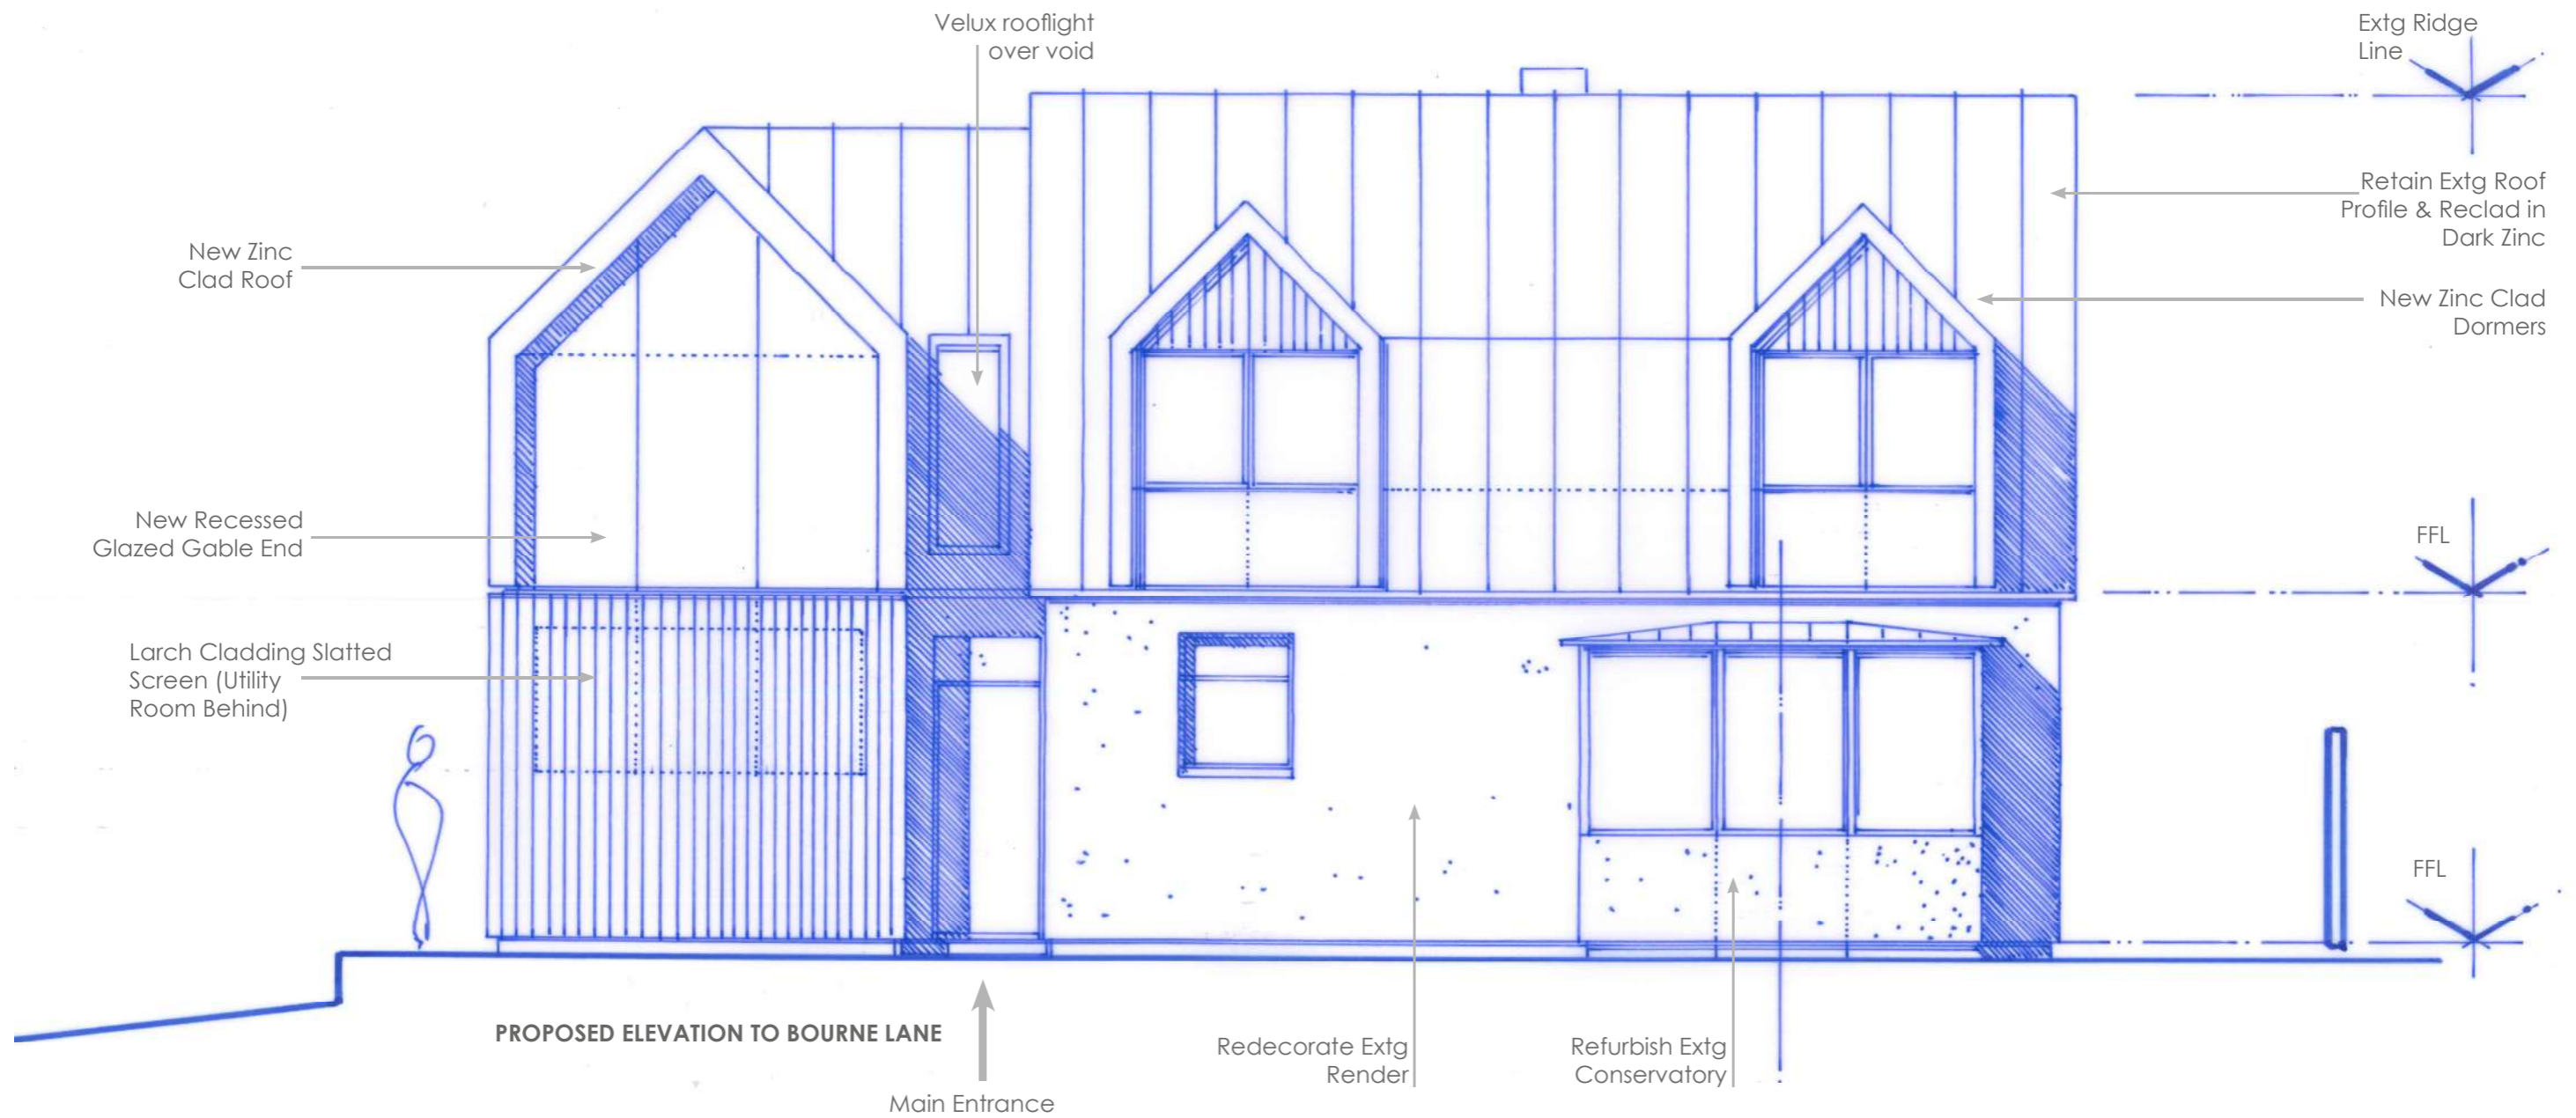 Velux rooflight
over void
Extg Ridge
Line
Retain Extg Roof
Profile & Reclad in
Dark Zinc
New Zinc
Clad Roof
New Zinc Clad
Dormers
New Recessed
Glazed Gable End
FFL
Larch Cladding Slatted
Screen (Utility
Room Behind)
FFL
PROPOSED ELEVATION TO BOURNE LANE
Redecorate Extg
Render
Refurbish Extg
Conservatory
Main Entrance